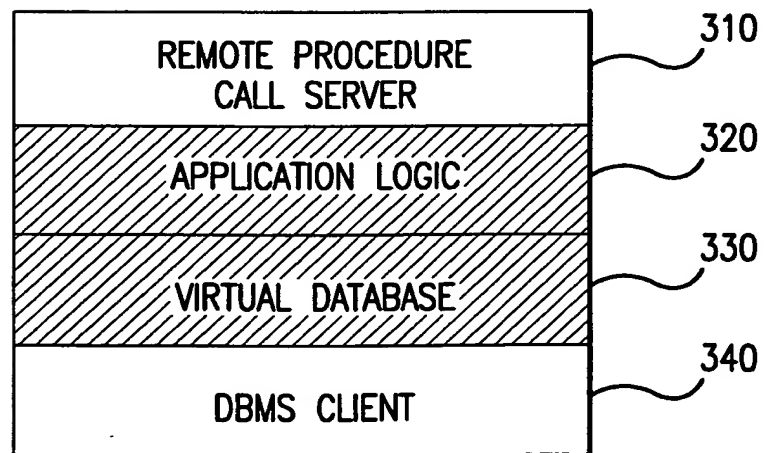 REMOTE PROCEDURE
CALL SERVER
310
APPLICATION LOGIC
320
VIRTUAL DATABASE
330
DBMS CLIENT
340